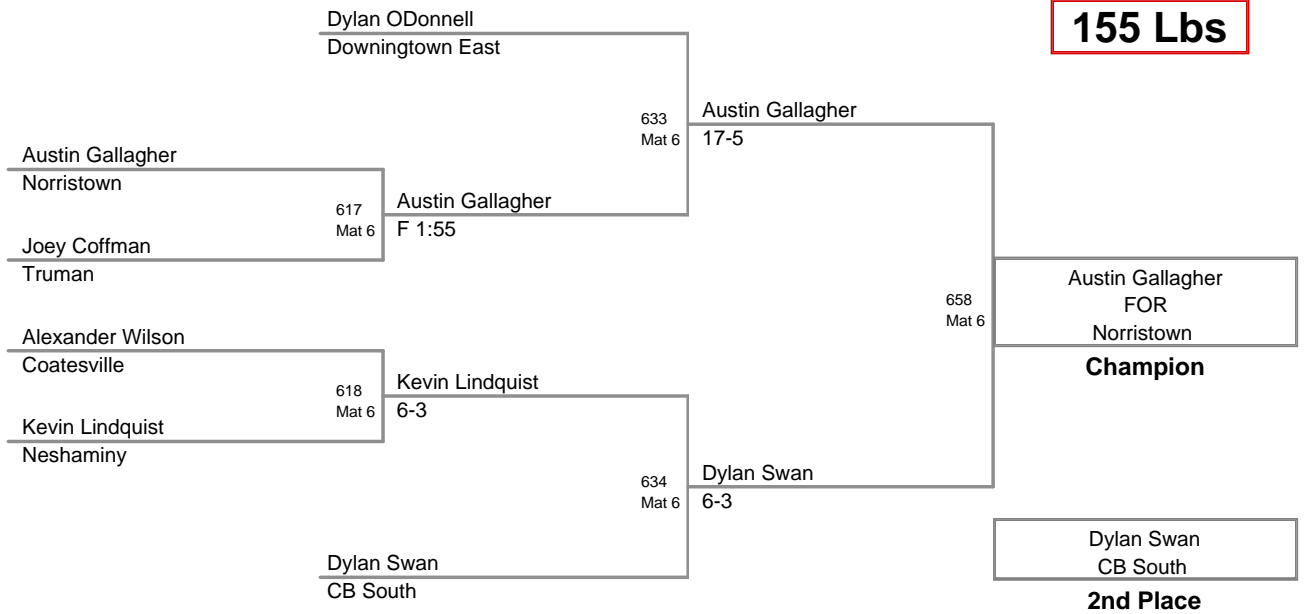 Dylan ODonnell
Downingtown East
155 Lbs
633
Mat 6
Austin Gallagher
17-5
Austin Gallagher
Norristown
617
Mat 6
Austin Gallagher
F 1:55
Joey Coffman
Truman
658
Mat 6
Austin Gallagher
FOR
Norristown
Champion
Alexander Wilson
Coatesville
618
Mat 6
Kevin Lindquist
6-3
Kevin Lindquist
Neshaminy
634
Mat 6
Dylan Swan
6-3
Dylan Swan
CB South
Dylan Swan
CB South
2nd Place